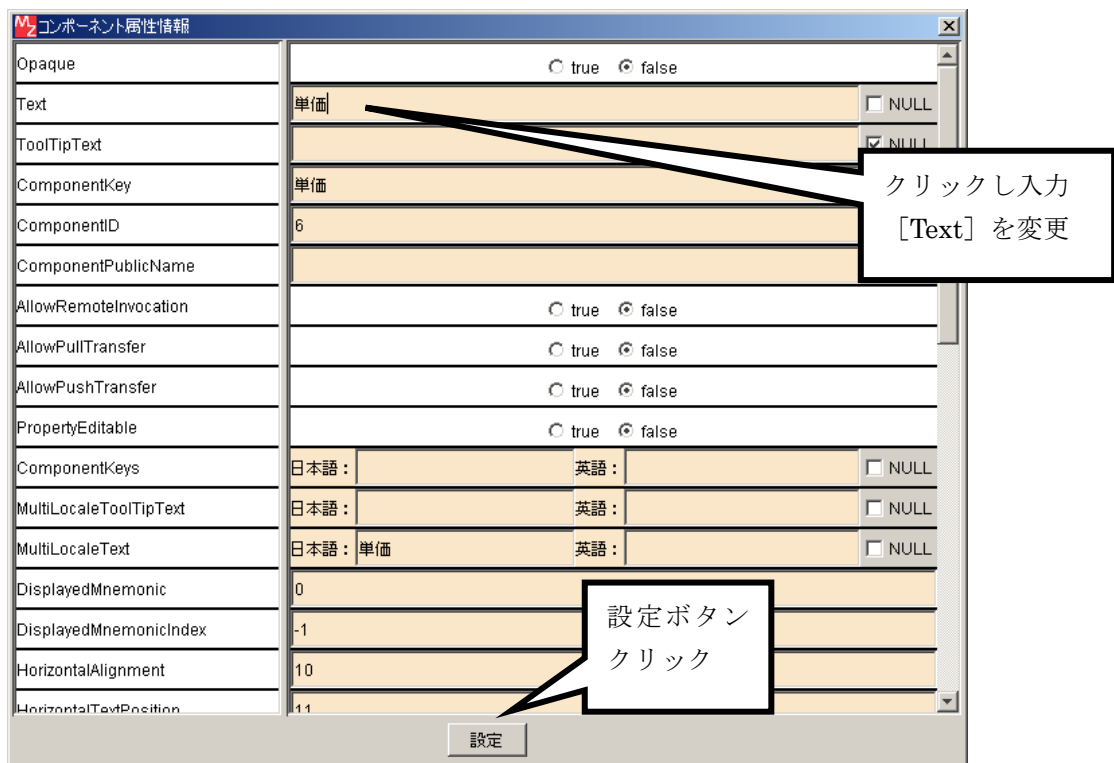 コンポーネント属性情報
Opaque true false
Text 単価 NULL
ToolTipText NULL
ComponentKey 単価
ComponentID 6
ComponentPublicName
AllowRemoteInvocation true false
AllowPullTransfer true false
AllowPushTransfer true false
PropertyEditable true false
ComponentKeys 日本語: 英語: NULL
MultiLocaleToolTipText 日本語: 英語: NULL
MultiLocaleText 日本語: 単価 英語: NULL
DisplayedMnemonic 0
DisplayedMnemonicIndex -1
HorizontalAlignment 10
HorizontalTextPosition 11
設定
クリックし入力
［Text］を変更
設定ボタン
クリック